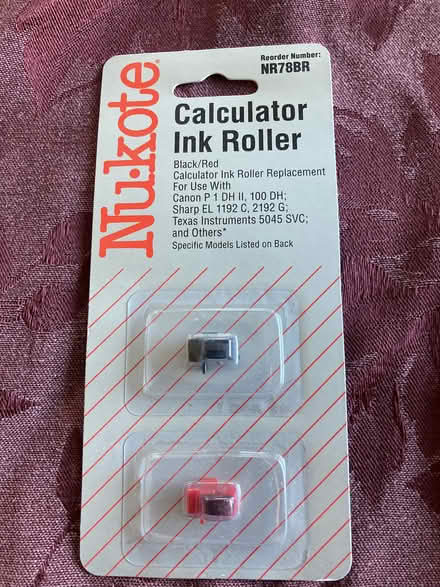 Reorder Number:
NR78BR
Nu-kote®
Calculator
Ink Roller
Black/Red
Calculator Ink Roller Replacement
For Use With
Canon P 1 DH II, 100 DH;
Sharp EL 1192 C, 2192 G;
Texas Instruments 5045 SVC;
and Others*
Specific Models Listed on Back